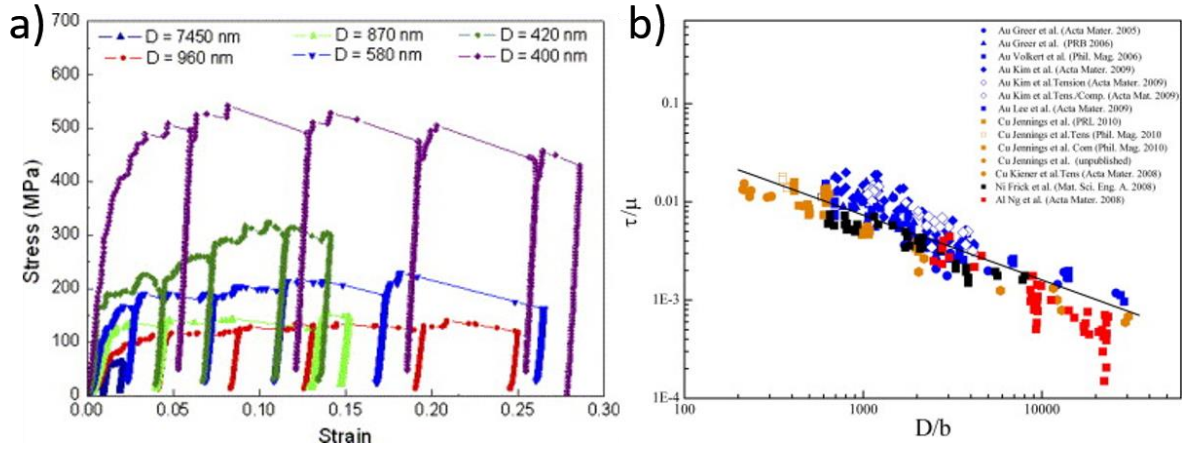 a)
700
600
500
400
300
200
100
0
Stress (MPa)
D = 7450 nm
D = 870 nm
D = 420 nm
D = 960 nm
D = 580 nm
D = 400 nm
0.00
0.05
0.10
0.15
0.20
0.25
0.30
Strain
b)
0.1
0.01
1E-3
1E-4
τ/μ
Au Greer et al. (Acta Mater. 2005)
Au Greer et al. (PRB 2006)
Au Volkert et al. (Phil. Mag. 2006)
Au Kim et al. (Acta Mater. 2009)
Au Kim et al.Tension (Acta Mater. 2009)
Au Kim et al.Tens./Comp. (Acta Mat. 2009)
Au Lee et al. (Acta Mater. 2009)
Cu Jennings et al. (PRL 2010)
Cu Jennings et al.Tens (Phil. Mag. 2010
Cu Jennings et al. Com (Phil. Mag. 2010)
Cu Jennings et al. (unpublished)
Cu Kiener et al.Tens (Acta Mater. 2008)
Ni Frick et al. (Mat. Sci. Eng. A. 2008)
Al Ng et al. (Acta Mater. 2008)
100
1000
10000
D/b